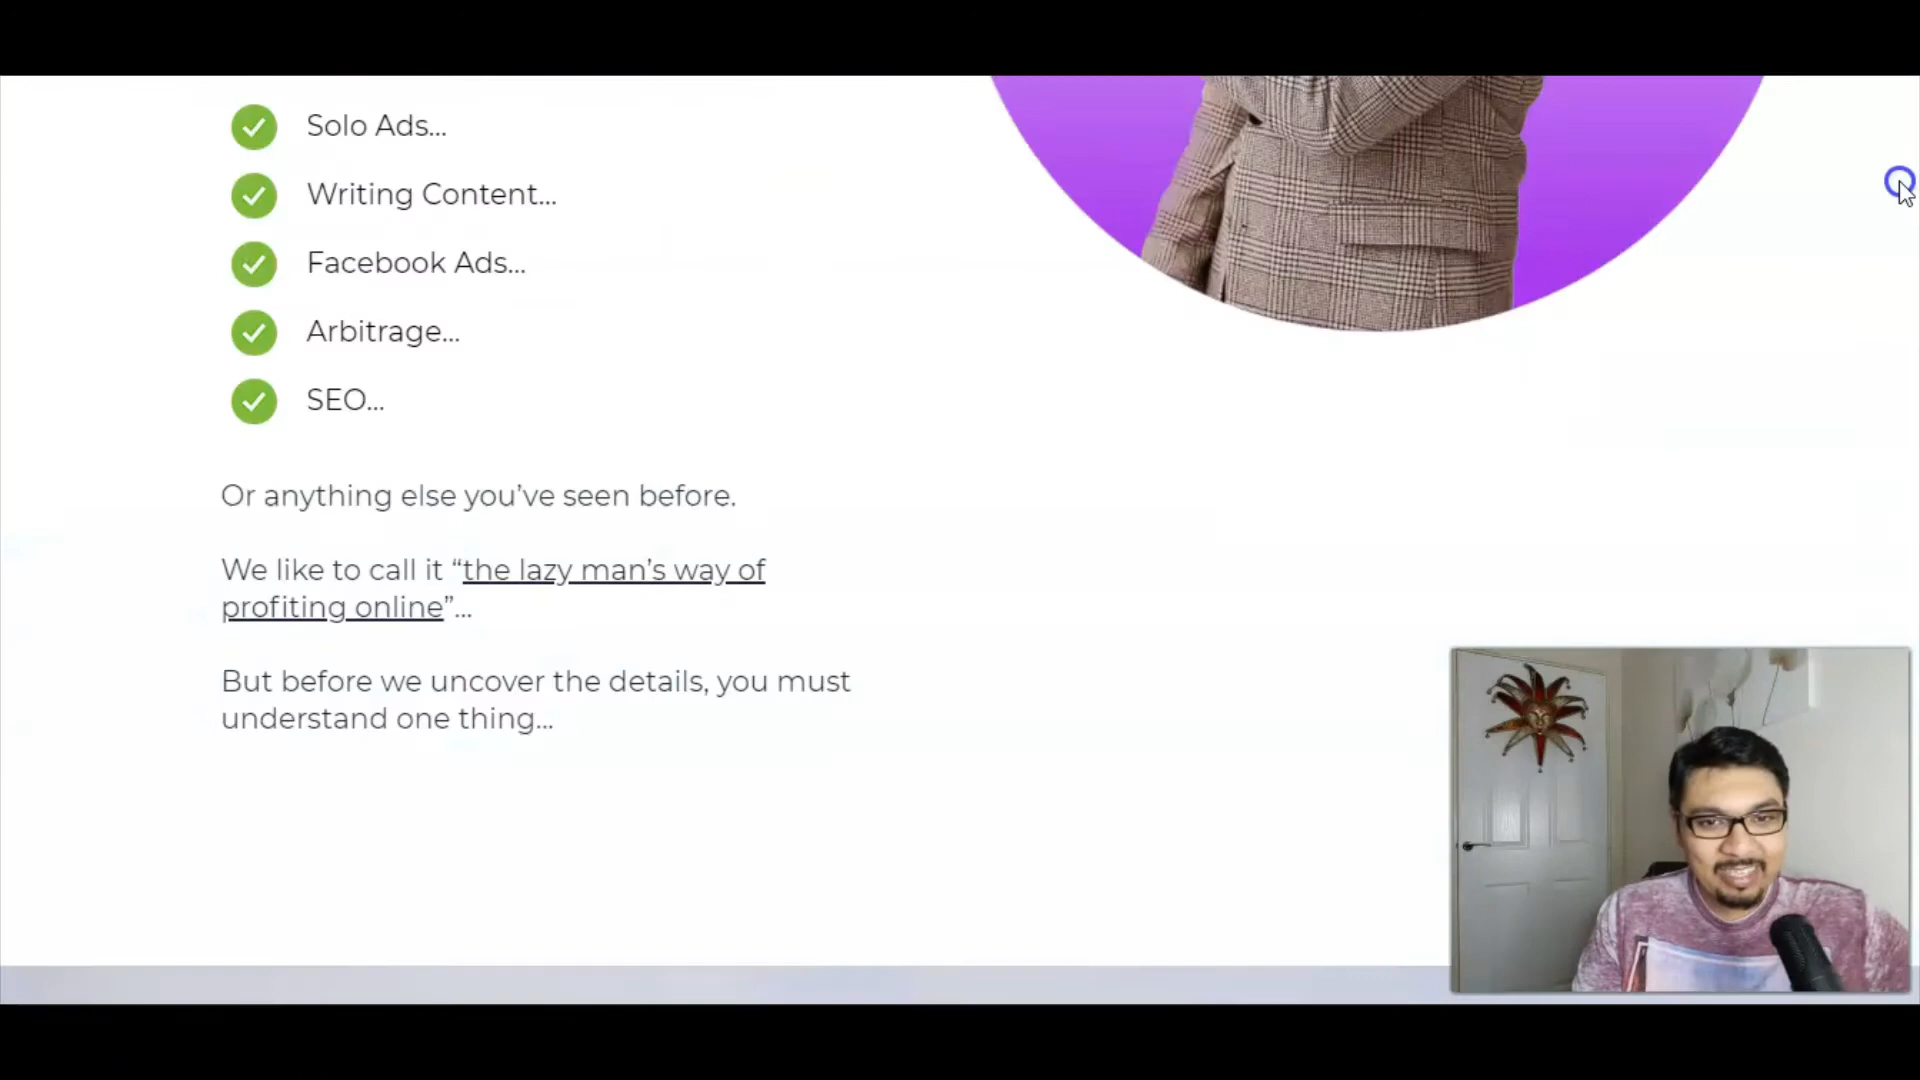 Solo Ads...
Writing Content...
Facebook Ads...
Arbitrage...
SEO...
Or anything else you’ve seen before.
We like to call it “the lazy man’s way of
profiting online”...
But before we uncover the details, you must
understand one thing...